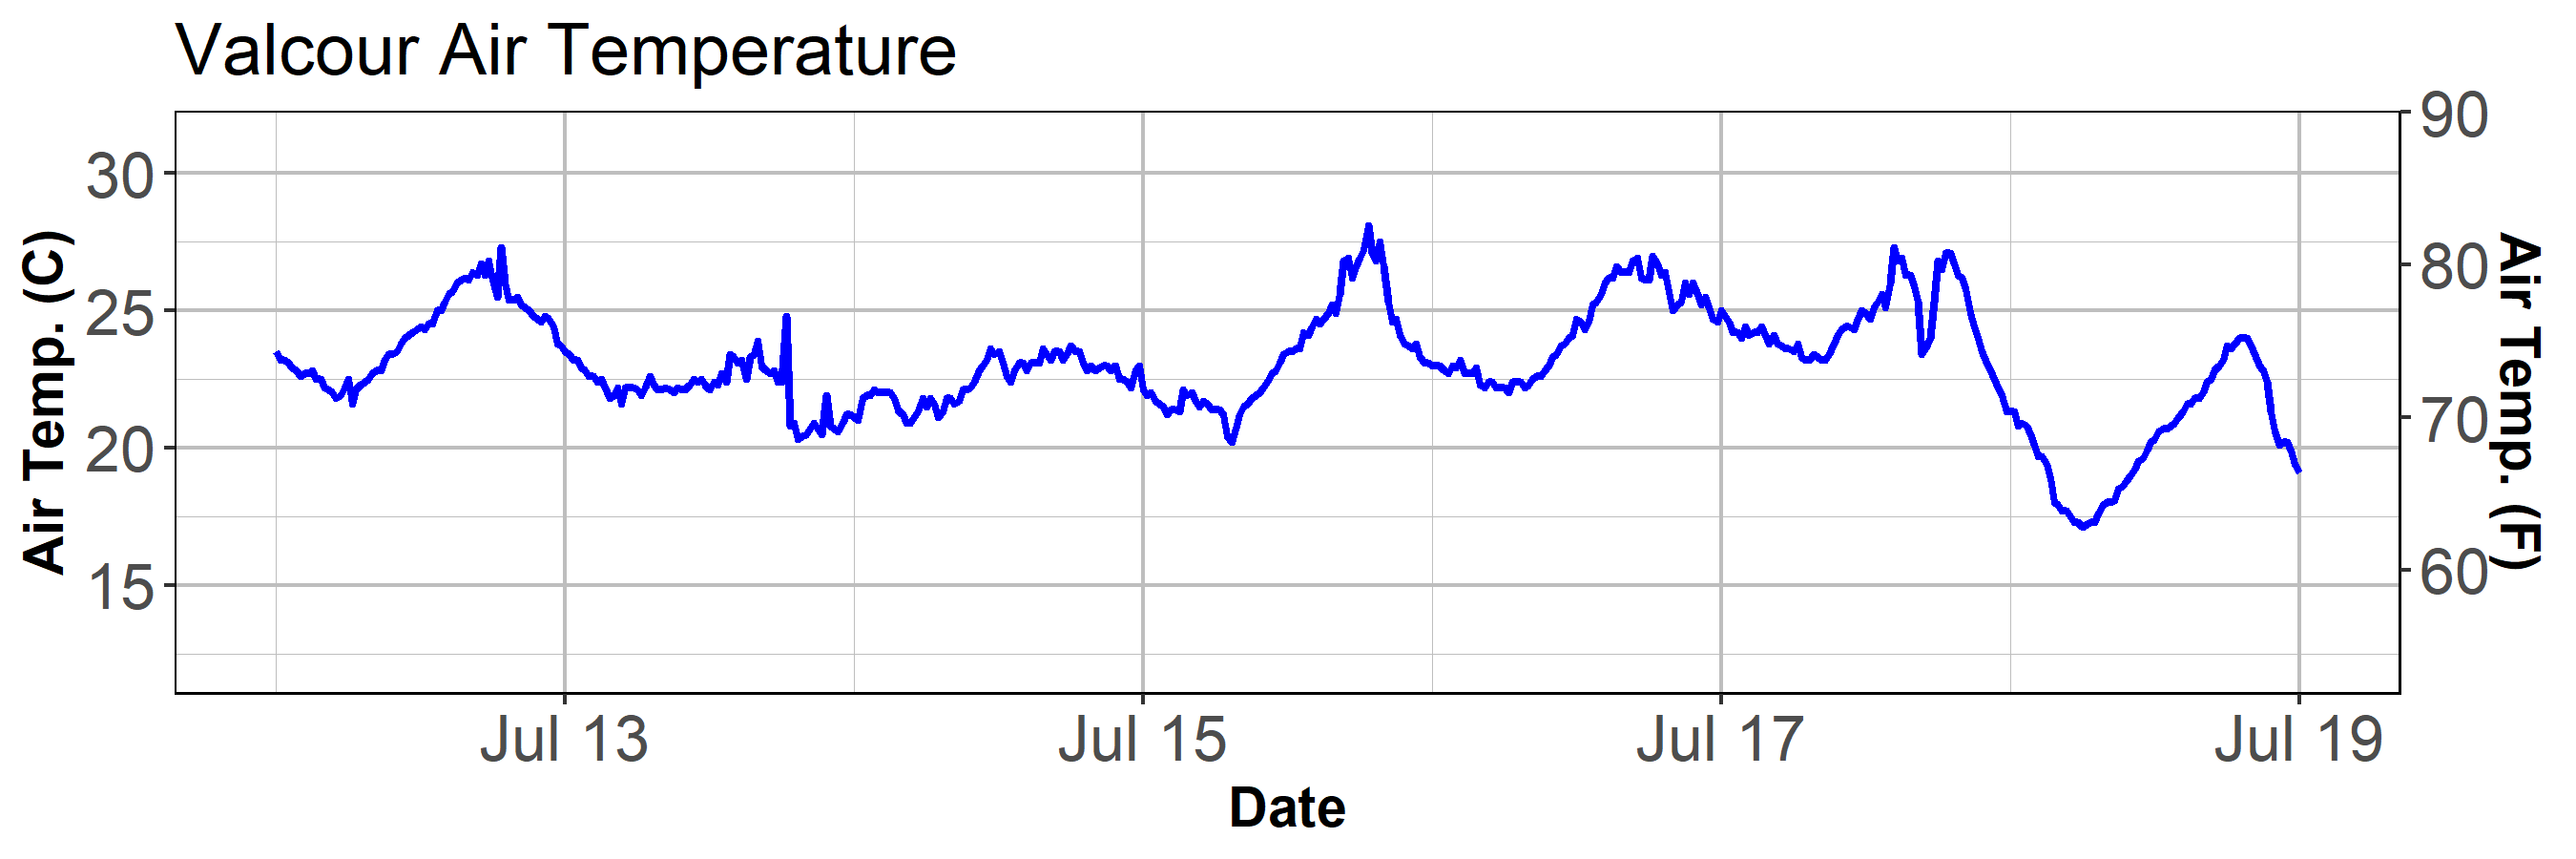 Valcour Air Temperature
Air Temp. (C)
30
25
20
15
90
80
70
60
Air Temp. (F)
Jul 13
Jul 15
Jul 17
Jul 19
Date